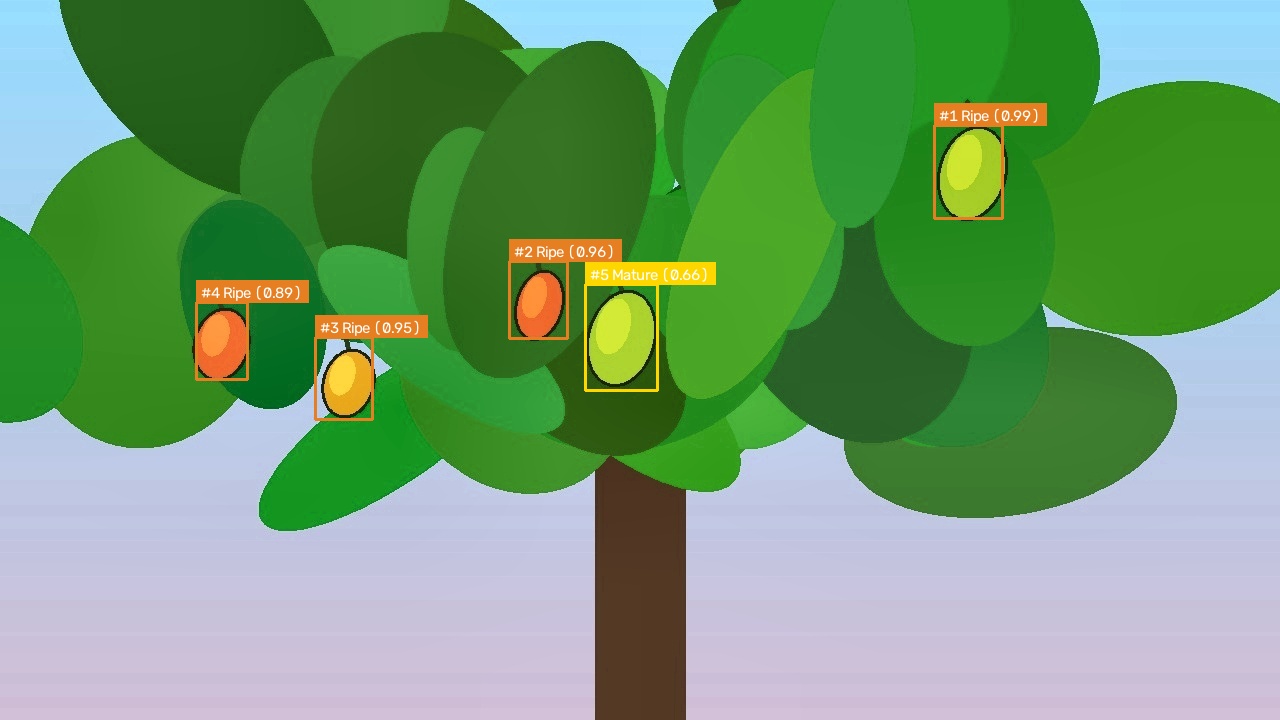 #1 Ripe (0.99)
#2 Ripe (0.96)
#5 Mature (0.66)
#4 Ripe (0.89)
#3 Ripe (0.95)